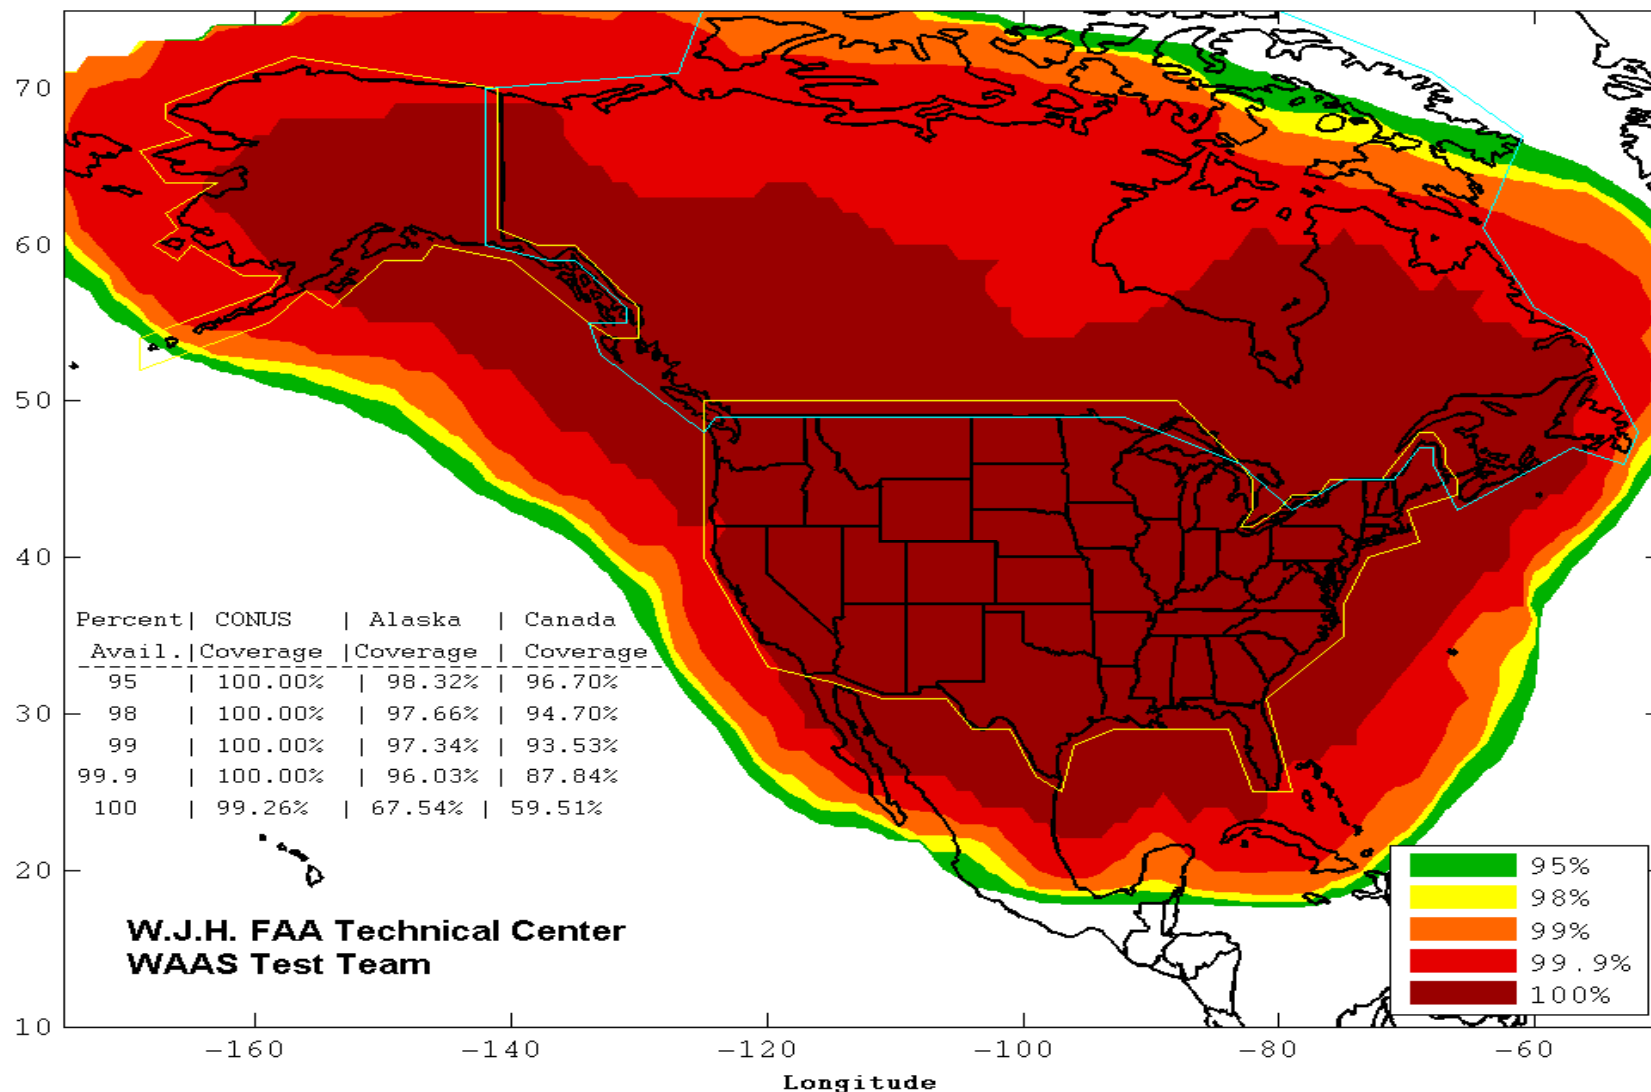 70
60
50
40
30
20
10
Percent| CONUS | Alaska | Canada
Avail.|Coverage |Coverage | Coverage
95 | 100.00% | 98.32% | 96.70%
98 | 100.00% | 97.66% | 94.70%
99 | 100.00% | 97.34% | 93.53%
99.9 | 100.00% | 96.03% | 87.84%
100 | 99.26% | 67.54% | 59.51%
W.J.H. FAA Technical Center
WAAS Test Team
95%
98%
99%
99.9%
100%
-160 -140 -120 -100 -80 -60
Longitude